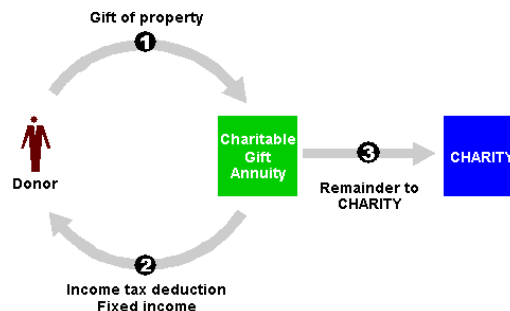 Gift of property
1
Donor
Charitable
Gift
Annuity
3
Remainder to
CHARITY
CHARITY
2
Income tax deduction
Fixed income